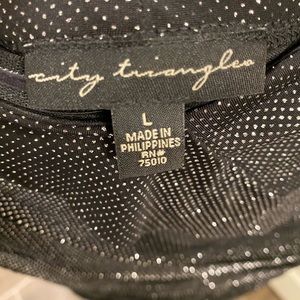 city triangles
L
MADE IN
PHILIPPINES
RN#
75010